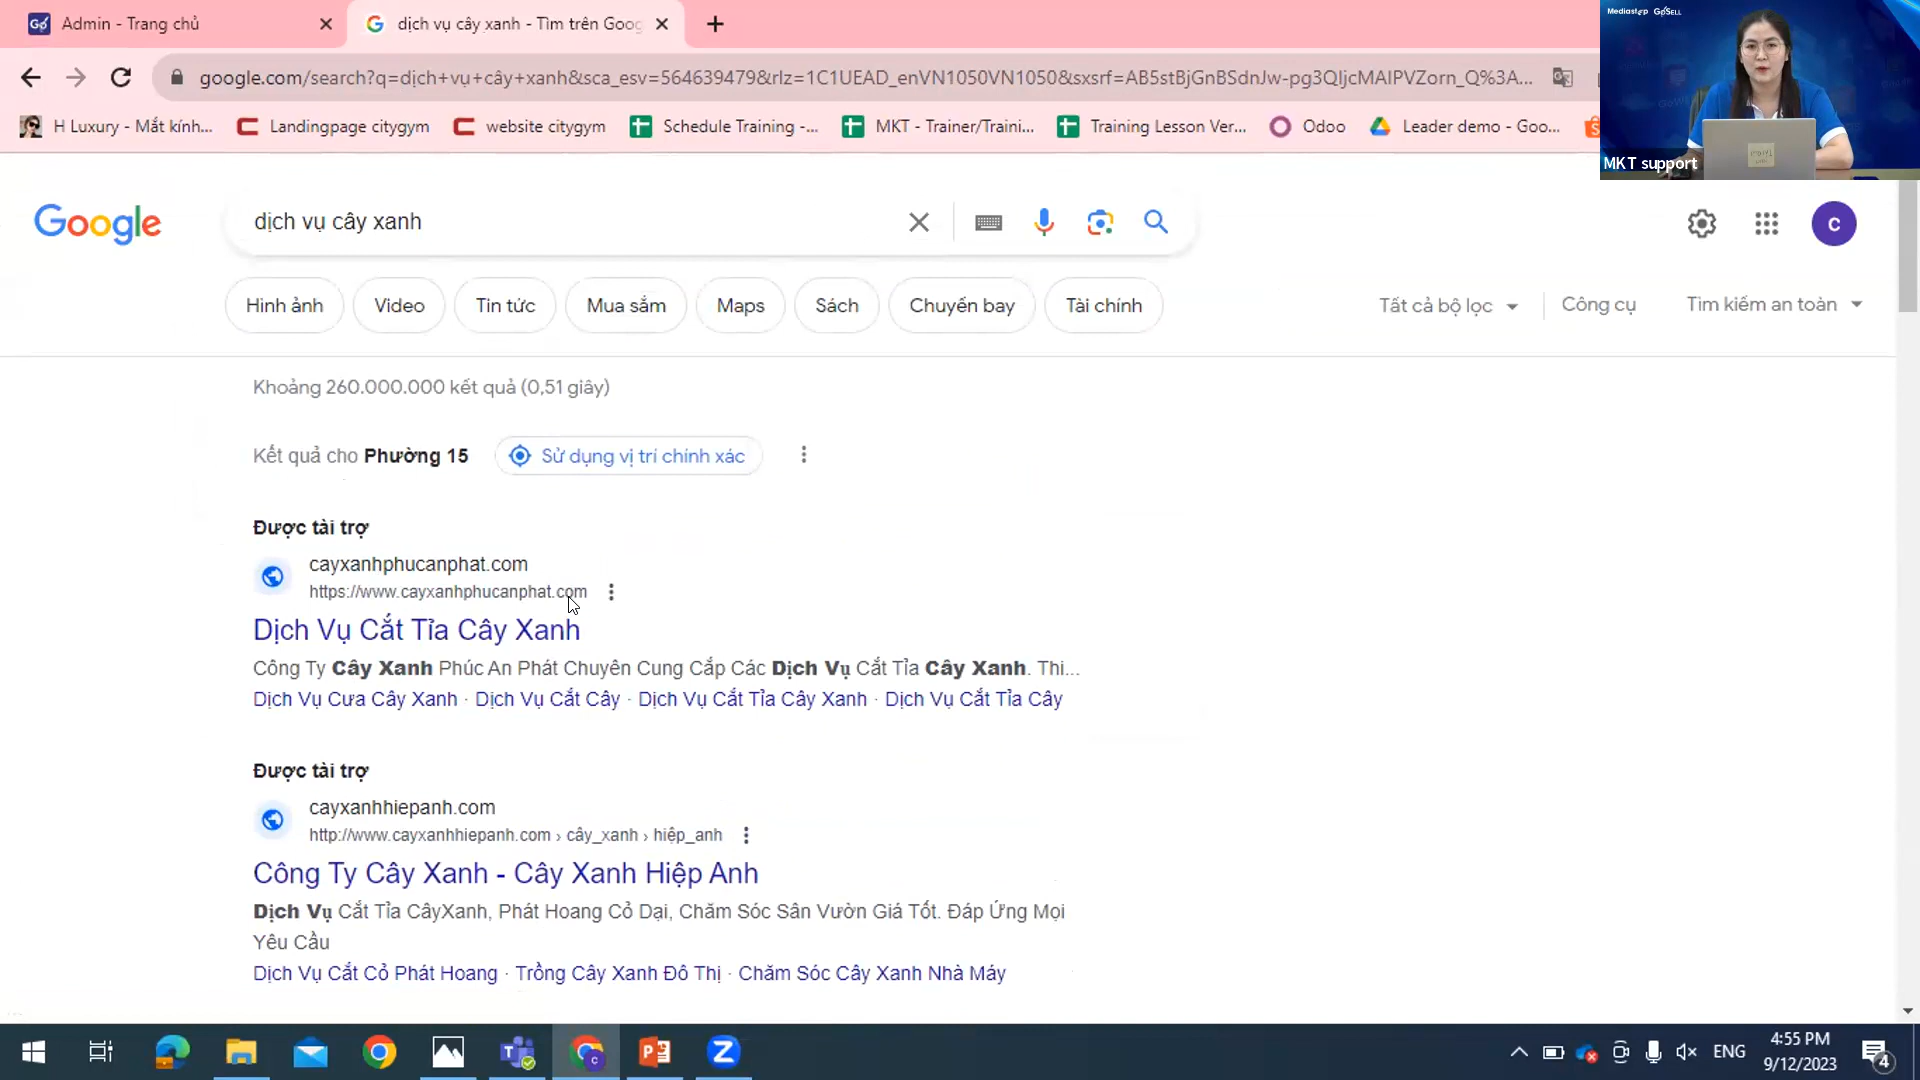 Admin - Trang chủ
dịch vụ cây xanh - Tìm trên Goog
google.com/search?q=dịch+vụ+cây+xanh&sca_esv=564639479&rlz=1C1UEAD_enVN1050VN1050&sxsrf=AB5stBjGnBSdnJw-pg3QIjcMAIPVZorn_Q%3A...
H Luxury - Mắt kính...
Landingpage citygym
website citygym
Schedule Training -...
MKT - Trainer/Traini...
Training Lesson Ver...
Odoo
Leader demo - Goo...
Mediastep GoSELL
MKT support
Google
dịch vụ cây xanh
C
Hình ảnh
Video
Tin tức
Mua sắm
Maps
Sách
Chuyến bay
Tài chính
Tất cả bộ lọc
Công cụ
Tìm kiếm an toàn
Khoảng 260.000.000 kết quả (0,51 giây)
Kết quả cho Phường 15
Sử dụng vị trí chính xác
Được tài trợ
cayxanhphucanphat.com
https://www.cayxanhphucanphat.com
Dịch Vụ Cắt Tỉa Cây Xanh
Công Ty Cây Xanh Phúc An Phát Chuyên Cung Cấp Các Dịch Vụ Cắt Tỉa Cây Xanh. Thi...
Dịch Vụ Cưa Cây Xanh · Dịch Vụ Cắt Cây · Dịch Vụ Cắt Tỉa Cây Xanh · Dịch Vụ Cắt Tỉa Cây
Được tài trợ
cayxanhhiepanh.com
http://www.cayxanhhiepanh.com › cây_xanh › hiệp_anh
Công Ty Cây Xanh - Cây Xanh Hiệp Anh
Dịch Vụ Cắt Tỉa CâyXanh, Phát Hoang Cỏ Dại, Chăm Sóc Sân Vườn Giá Tốt. Đáp Ứng Mọi
Yêu Cầu
Dịch Vụ Cắt Cỏ Phát Hoang · Trồng Cây Xanh Đô Thị · Chăm Sóc Cây Xanh Nhà Máy
ENG
4:55 PM
9/12/2023
4